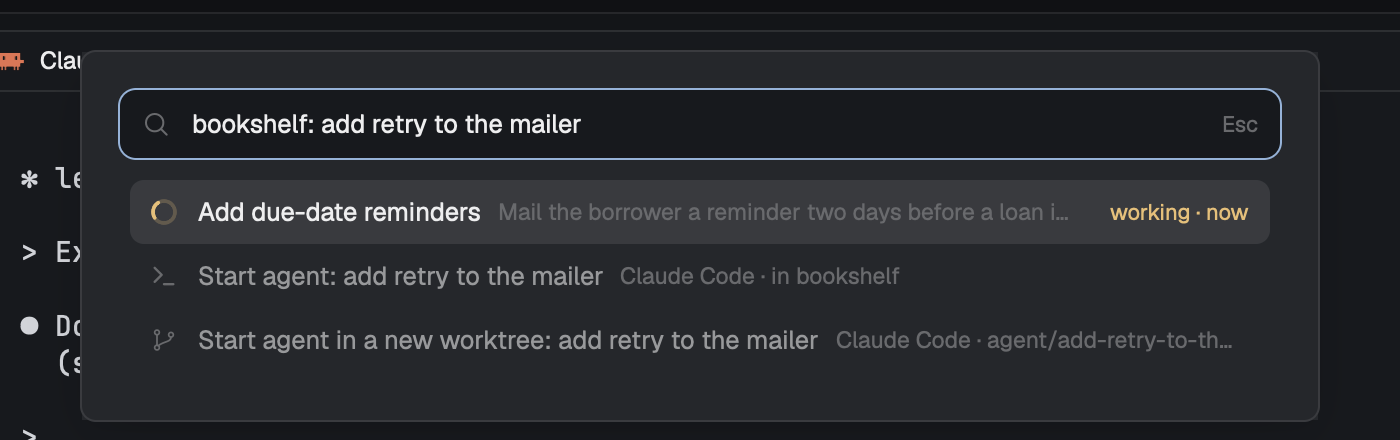 Clau
bookshelf: add retry to the mailer Esc
* le
Add due-date reminders Mail the borrower a reminder two days before a loan i… working · now
> Ex
Start agent: add retry to the mailer Claude Code · in bookshelf
Do
Start agent in a new worktree: add retry to the mailer Claude Code · agent/add-retry-to-th…
(s
>